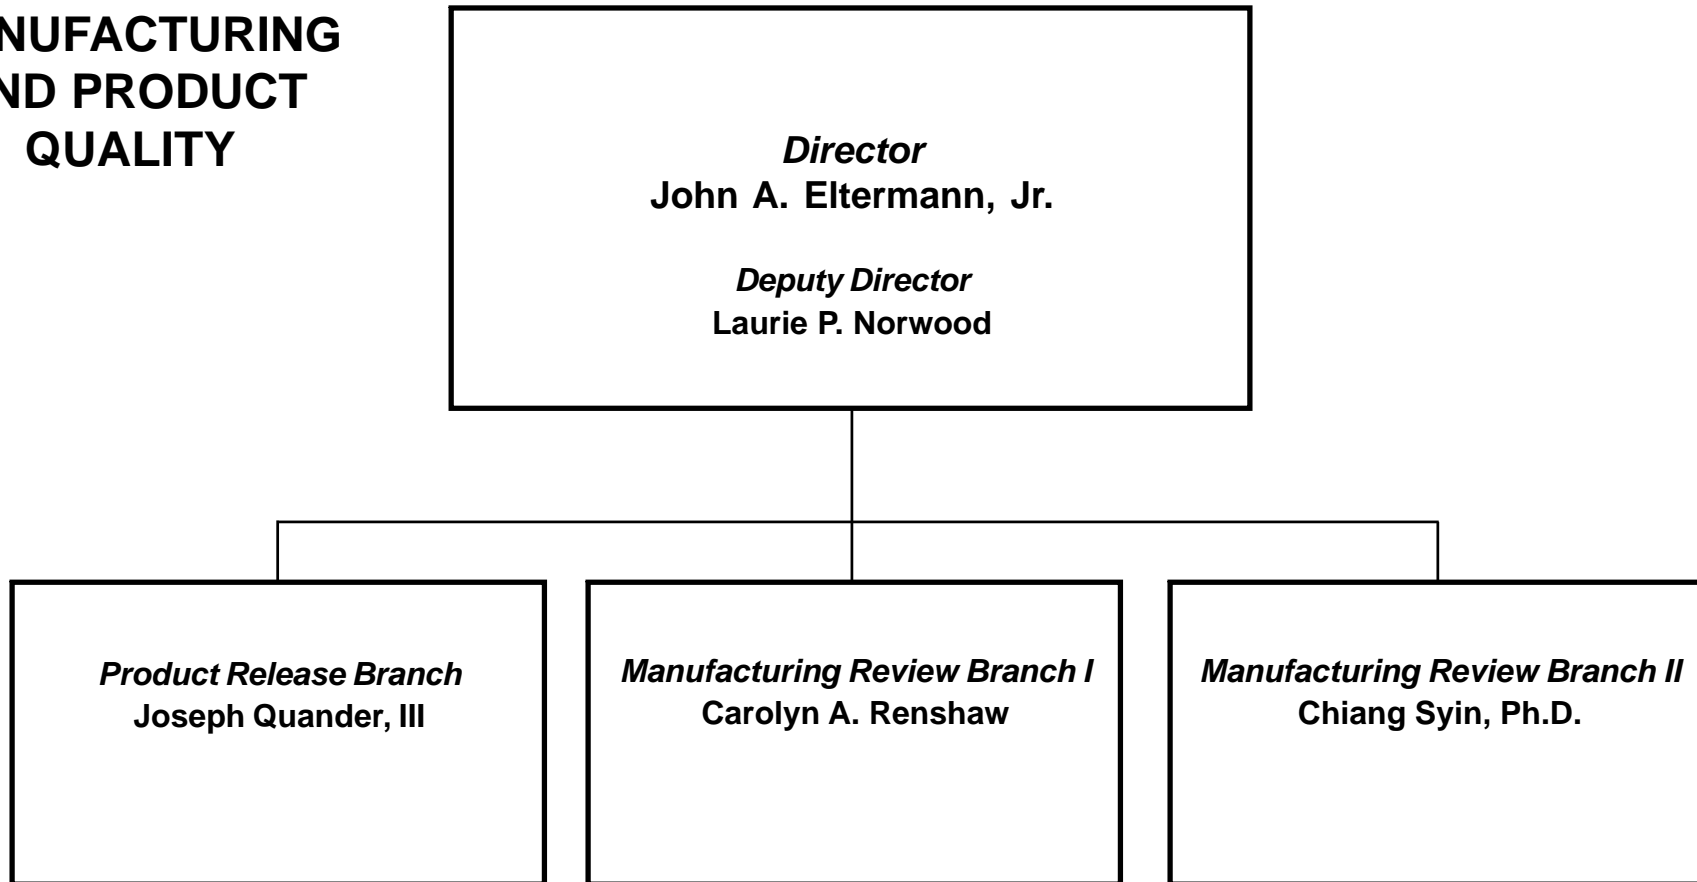 NUFACTURING
ND PRODUCT
QUALITY
Director
John A. Eltermann, Jr.
Deputy Director
Laurie P. Norwood
Product Release Branch
Joseph Quander, III
Manufacturing Review Branch I
Carolyn A. Renshaw
Manufacturing Review Branch II
Chiang Syin, Ph.D.